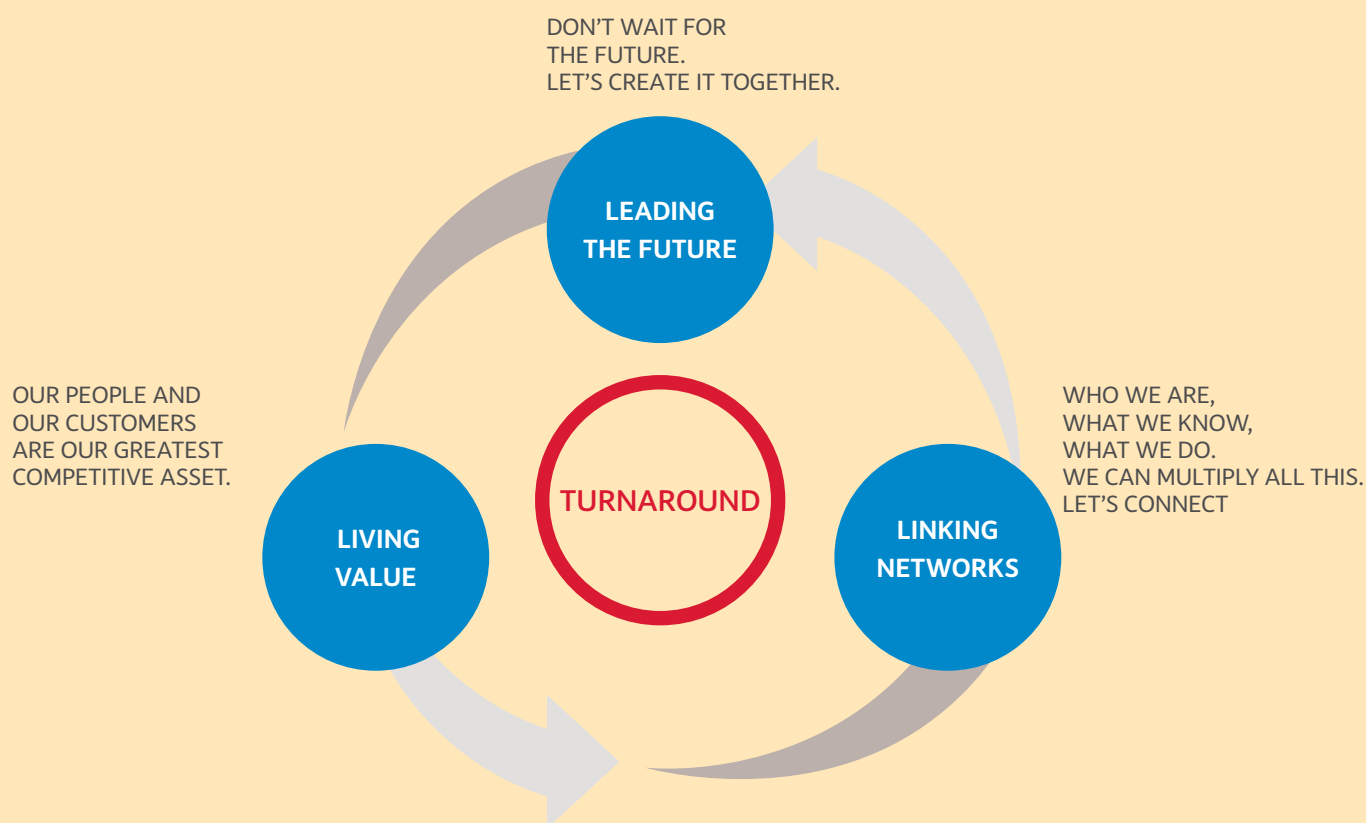 DON’T WAIT FOR
THE FUTURE.
LET’S CREATE IT TOGETHER.
LEADING
THE FUTURE
OUR PEOPLE AND
OUR CUSTOMERS
ARE OUR GREATEST
COMPETITIVE ASSET.
LIVING
VALUE
TURNAROUND
LINKING
NETWORKS
WHO WE ARE,
WHAT WE KNOW,
WHAT WE DO.
WE CAN MULTIPLY ALL THIS.
LET’S CONNECT